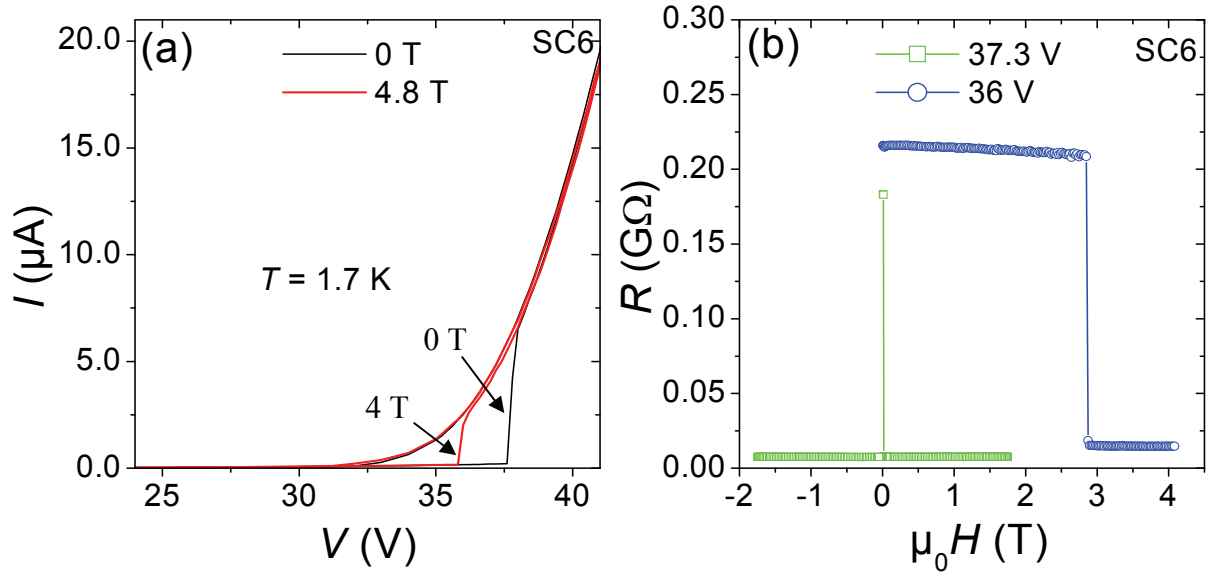 (a)
0 T
4.8 T
SC6
T = 1.7 K
0 T
4 T
I (μA)
20.0
15.0
10.0
5.0
0.0
25 30 35 40
V (V)
(b)
37.3 V
36 V
SC6
R (GΩ)
0.30
0.25
0.20
0.15
0.10
0.05
0.00
-2 -1 0 1 2 3 4
μ₀H (T)